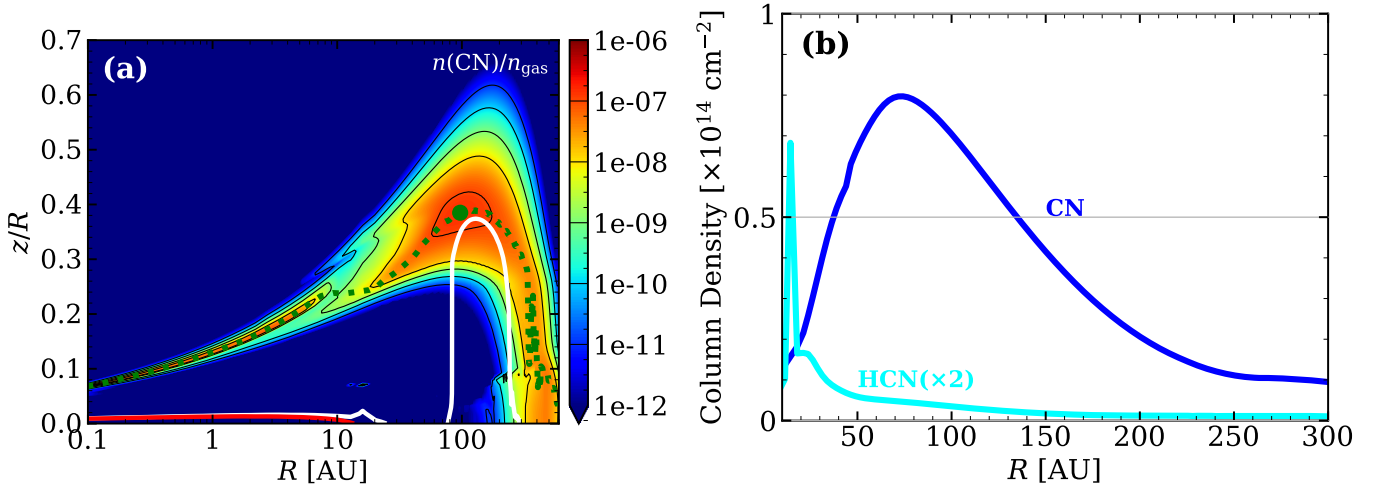 (a)
n(CN)/n_gas
z/R
0.7
0.6
0.5
0.4
0.3
0.2
0.1
0.0
0.1
1
10
100
R [AU]
1e-06
1e-07
1e-08
1e-09
1e-10
1e-11
1e-12
(b)
Column Density [×10¹⁴ cm⁻²]
1
0.5
0
CN
HCN(×2)
50
100
150
200
250
300
R [AU]